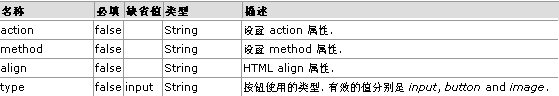 名称 必填 缺省值 类型 描述
action false String 设置 action 属性.
method false String 设置 method 属性.
align false String HTML align 属性.
type false input String 按钮使用的类型. 有效的值分别是 input, button and image.